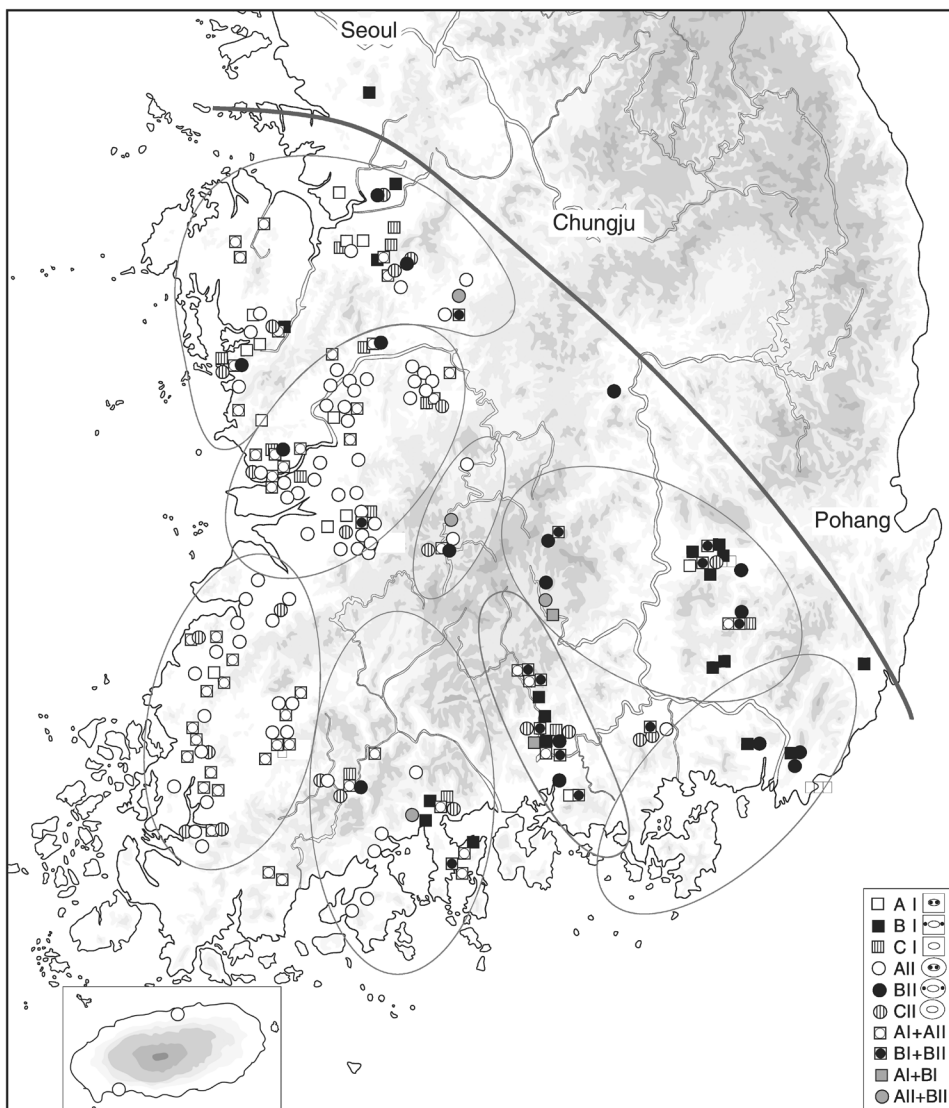 Seoul
Chungju
Pohang
A I
B I
C I
AII
BII
CII
AI+AII
BI+BII
AI+BI
AII+BII